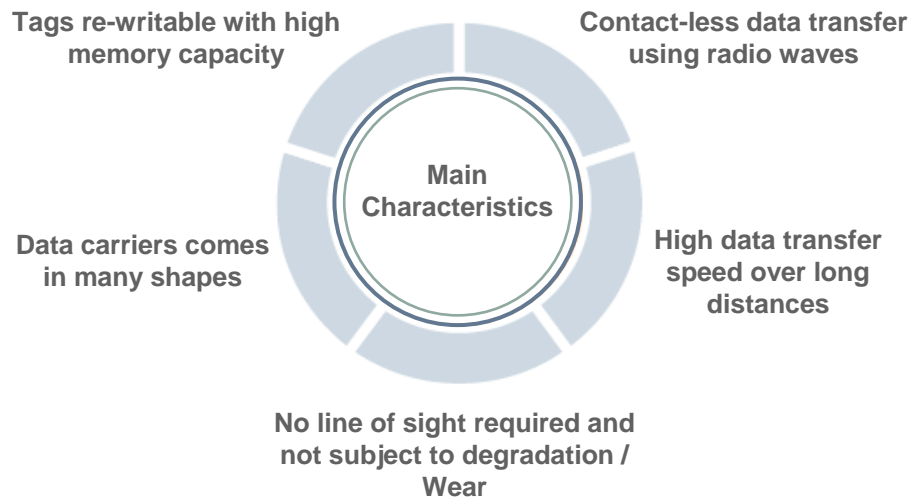 Tags re-writable with high
memory capacity
Contact-less data transfer
using radio waves
Main
Characteristics
Data carriers comes
in many shapes
High data transfer
speed over long
distances
No line of sight required and
not subject to degradation /
Wear